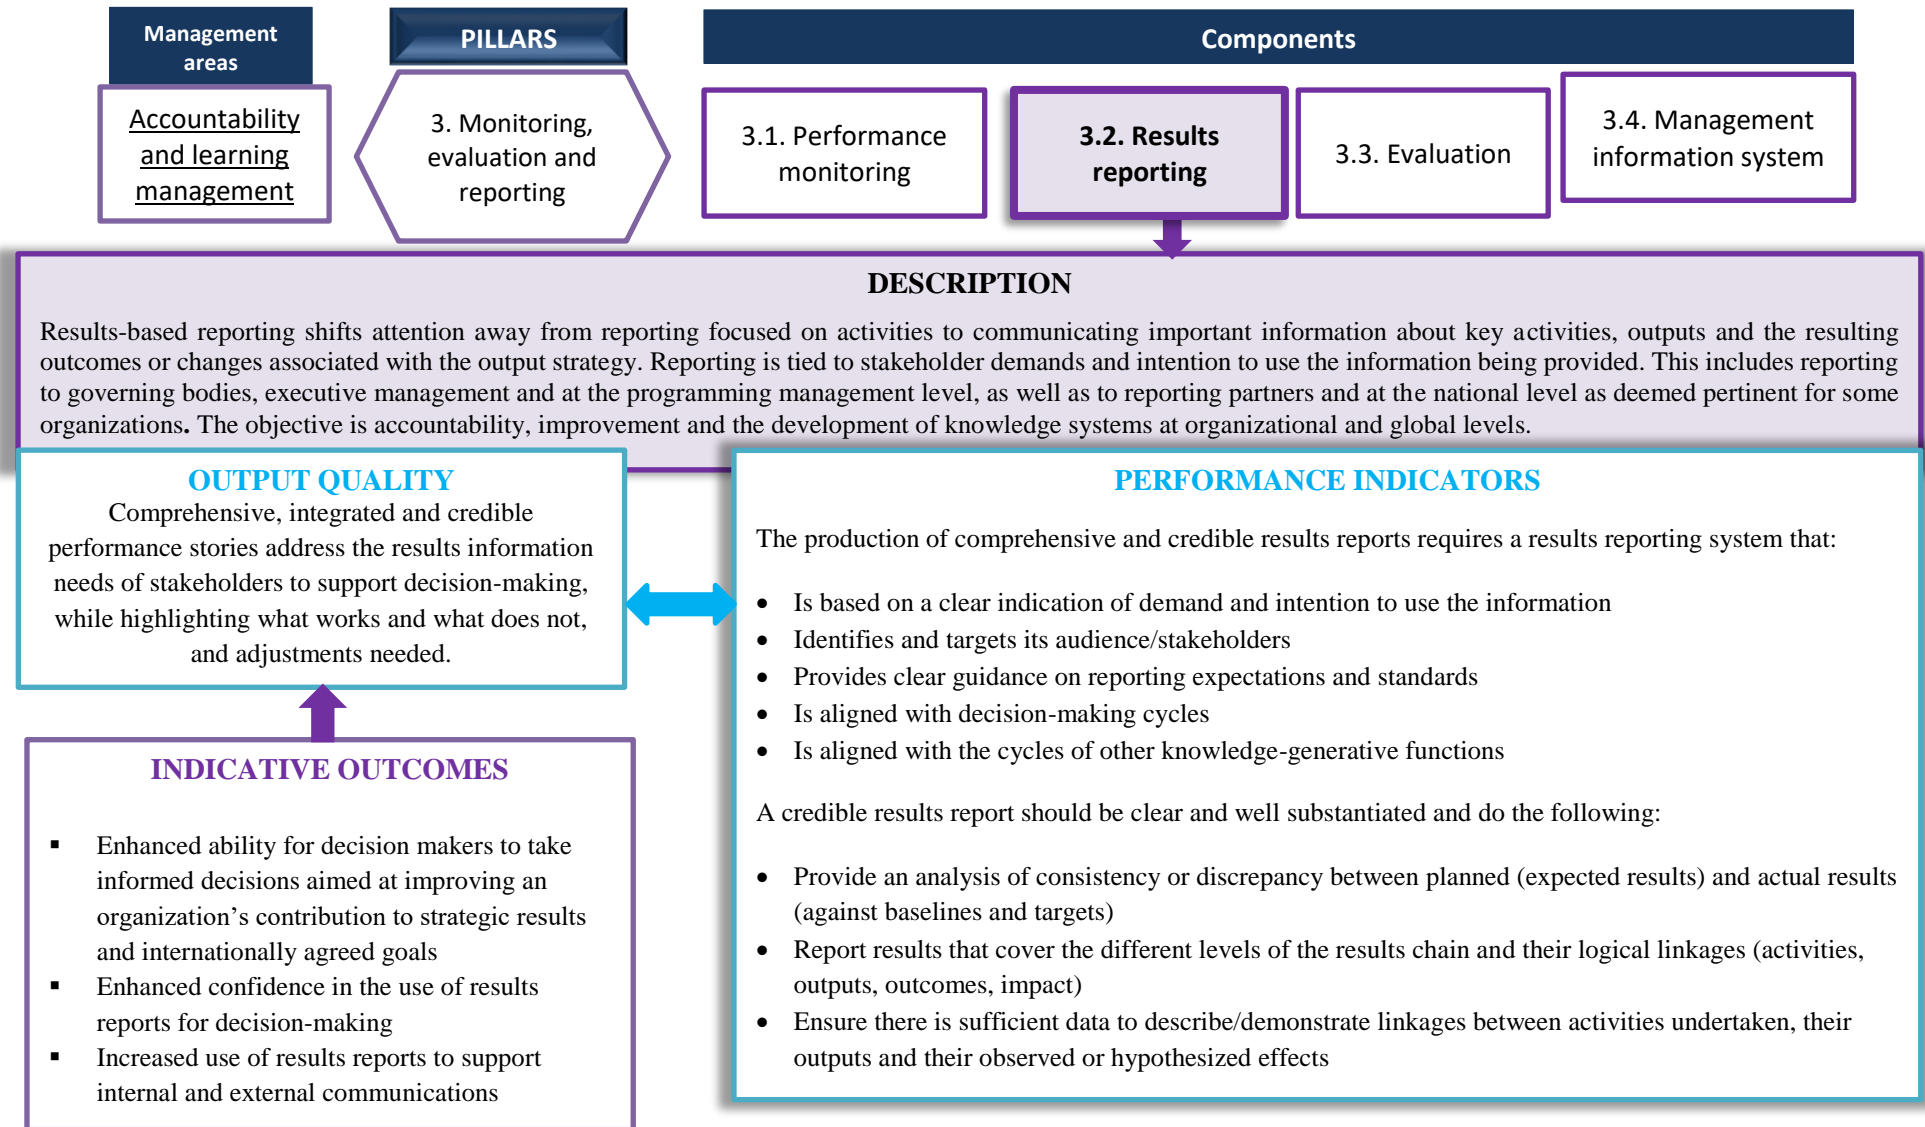 Management
areas
PILLARS
Components
Accountability
and learning
management
3. Monitoring,
evaluation and
reporting
3.1. Performance
monitoring
3.2. Results
reporting
3.3. Evaluation
3.4. Management
information system
DESCRIPTION
Results-based reporting shifts attention away from reporting focused on activities to communicating important information about key activities, outputs and the resulting
outcomes or changes associated with the output strategy. Reporting is tied to stakeholder demands and intention to use the information being provided. This includes reporting
to governing bodies, executive management and at the programming management level, as well as to reporting partners and at the national level as deemed pertinent for some
organizations. The objective is accountability, improvement and the development of knowledge systems at organizational and global levels.
OUTPUT QUALITY
Comprehensive, integrated and credible
performance stories address the results information
needs of stakeholders to support decision-making,
while highlighting what works and what does not,
and adjustments needed.
INDICATIVE OUTCOMES
▪ Enhanced ability for decision makers to take
informed decisions aimed at improving an
organization’s contribution to strategic results
and internationally agreed goals
▪ Enhanced confidence in the use of results
reports for decision-making
▪ Increased use of results reports to support
internal and external communications
PERFORMANCE INDICATORS
The production of comprehensive and credible results reports requires a results reporting system that:
• Is based on a clear indication of demand and intention to use the information
• Identifies and targets its audience/stakeholders
• Provides clear guidance on reporting expectations and standards
• Is aligned with decision-making cycles
• Is aligned with the cycles of other knowledge-generative functions
A credible results report should be clear and well substantiated and do the following:
• Provide an analysis of consistency or discrepancy between planned (expected results) and actual results
(against baselines and targets)
• Report results that cover the different levels of the results chain and their logical linkages (activities,
outputs, outcomes, impact)
• Ensure there is sufficient data to describe/demonstrate linkages between activities undertaken, their
outputs and their observed or hypothesized effects